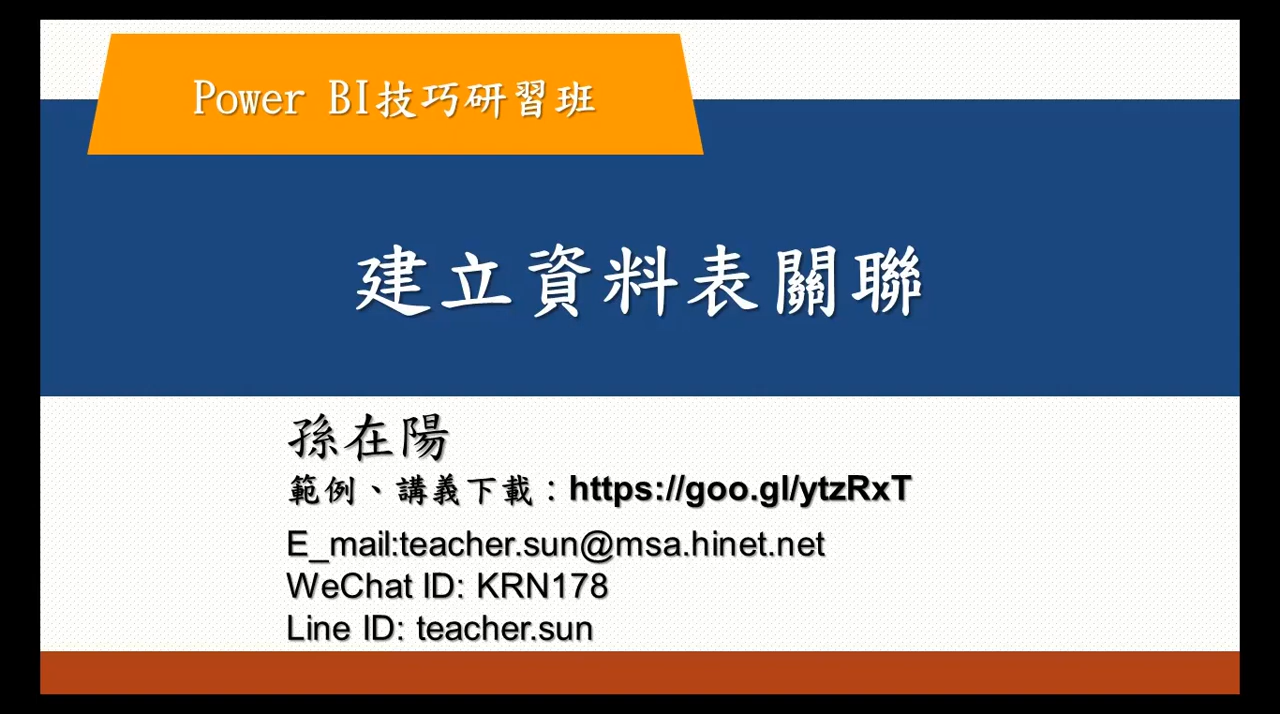 Power BI技巧研習班
建立資料表關聯
孫在陽
範例、講義下載：https://goo.gl/ytzRxT
E_mail:teacher.sun@msa.hinet.net
WeChat ID: KRN178
Line ID: teacher.sun